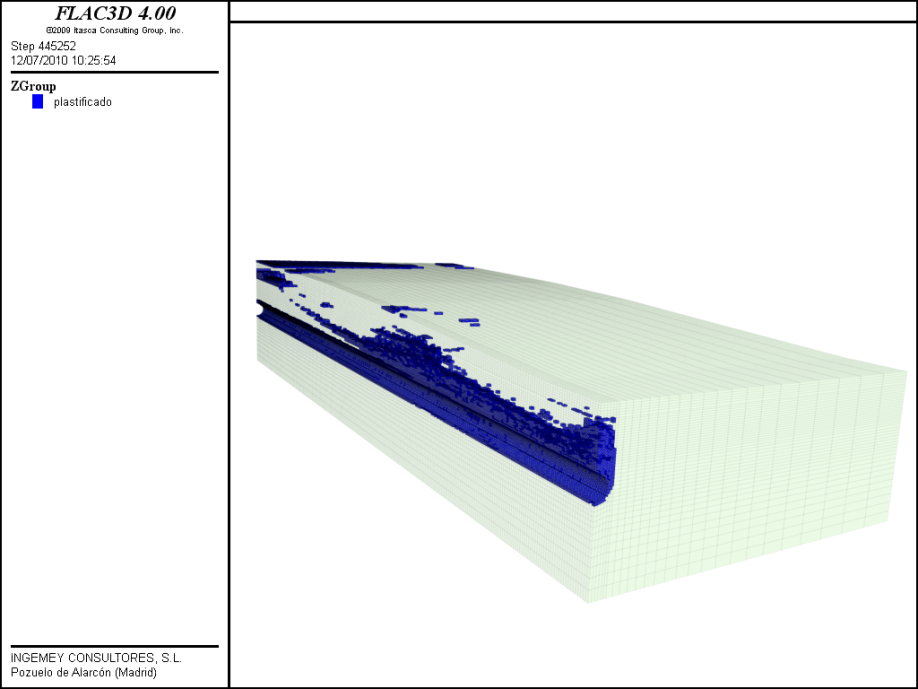 FLAC3D 4.00
©2009 Itasca Consulting Group, Inc.
Step 445252
12/07/2010 10:25:54
ZGroup
plastificado
INGEMEY CONSULTORES, S.L.
Pozuelo de Alarcón (Madrid)